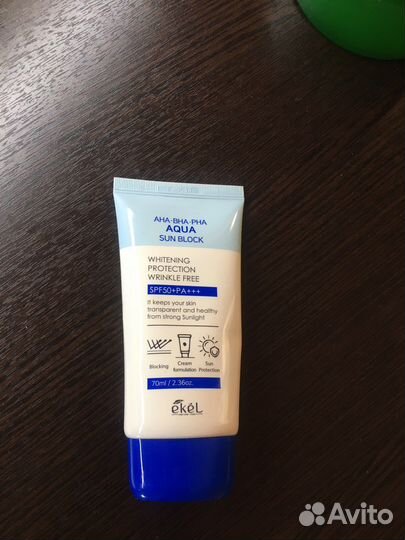 AHA·BHA·PHA
AQUA
SUN BLOCK
WHITENING
PROTECTION
WRINKLE FREE
SPF50+PA+++
It keeps your skin
transparent and healthy
from strong Sunlight
Blocking
Cream
formulation
Sun
Protection
70ml / 2.36oz.
ekéL
Avito